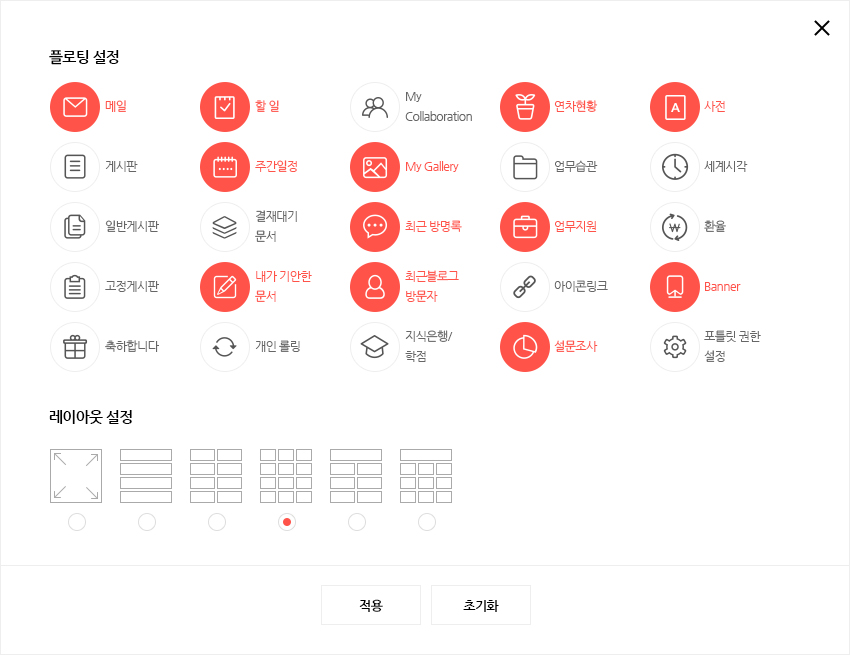 플로팅 설정
메일
할 일
My
Collaboration
연차현황
사전
게시판
주간일정
My Gallery
업무습관
세계시각
일반게시판
결재대기
문서
최근 방명록
업무지원
환율
고정게시판
내가 기안한
문서
최근블로그
방문자
아이콘링크
Banner
축하합니다
개인 롤링
지식은행/
학점
설문조사
포틀릿 권한
설정
레이아웃 설정
적용
초기화